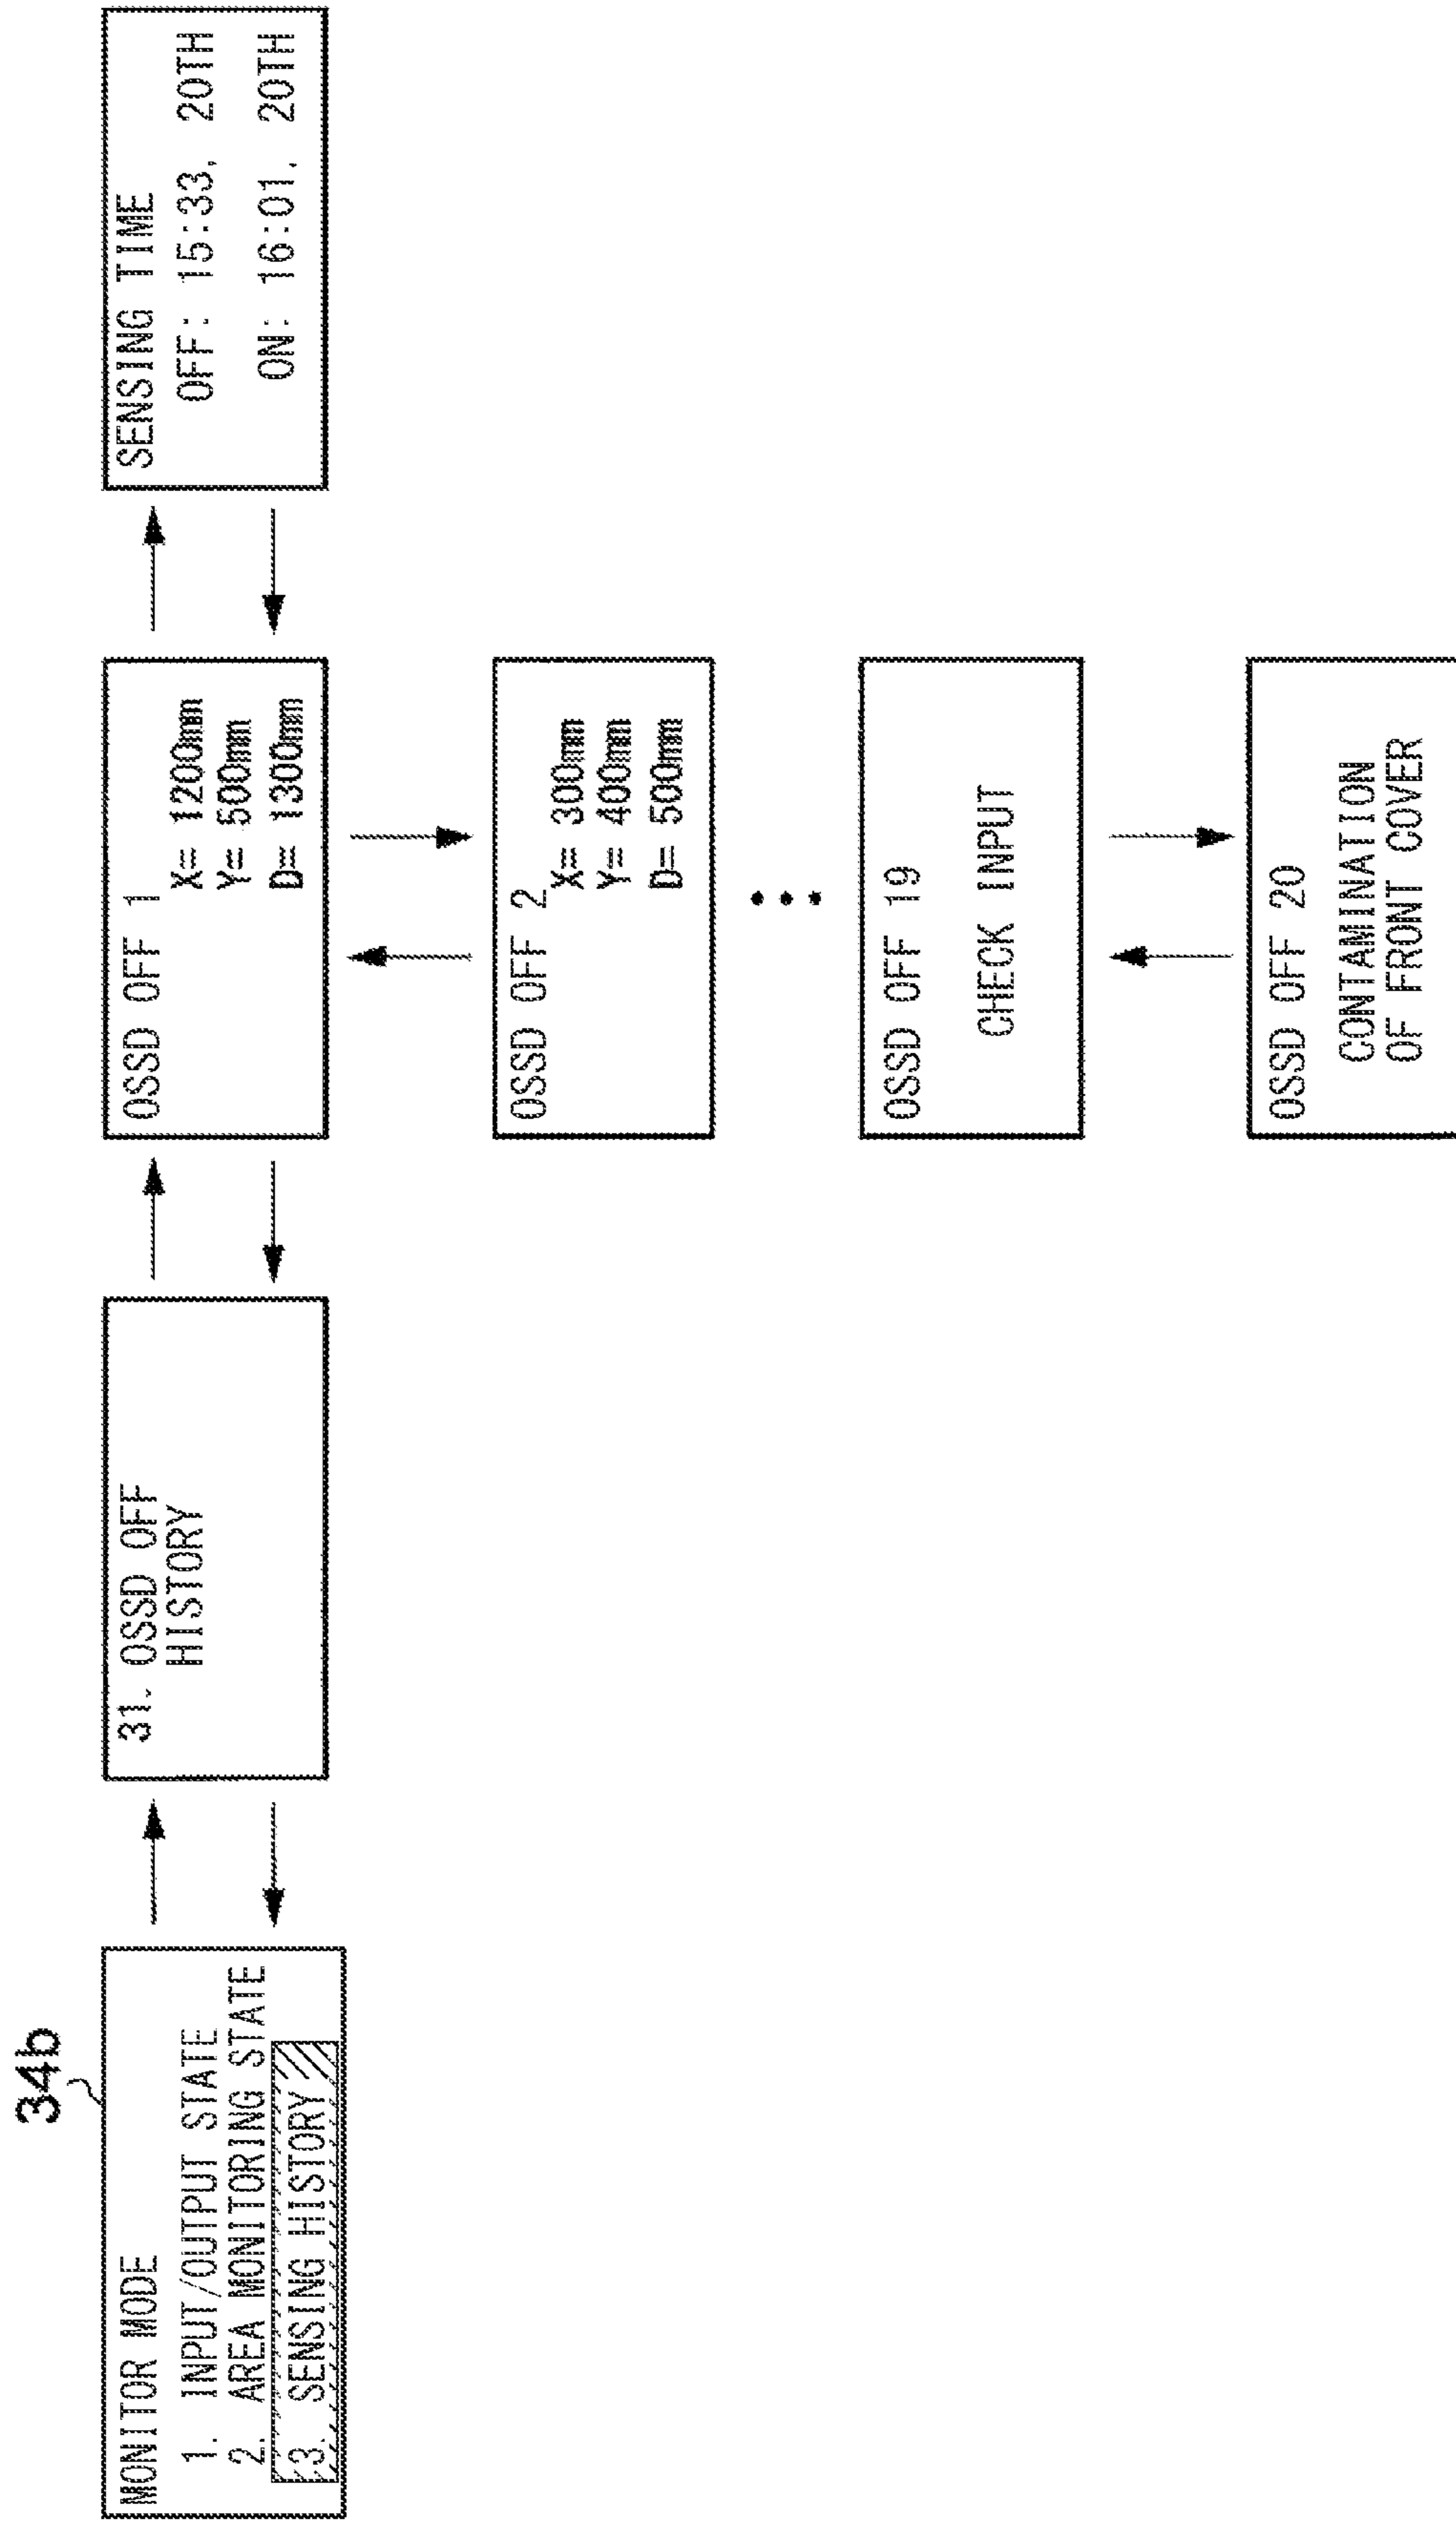 34b
MONITOR MODE
1. INPUT/OUTPUT STATE
2. AREA MONITORING STATE
3. SENSING HISTORY
31. OSSD OFF
HISTORY
OSSD OFF 1
X= 1200mm
Y= 500mm
D= 1300mm
SENSING TIME
OFF: 15:33, 20TH
ON: 16:01, 20TH
OSSD OFF 2
X= 300mm
Y= 400mm
D= 500mm
OSSD OFF 19
CHECK INPUT
OSSD OFF 20
CONTAMINATION
OF FRONT COVER